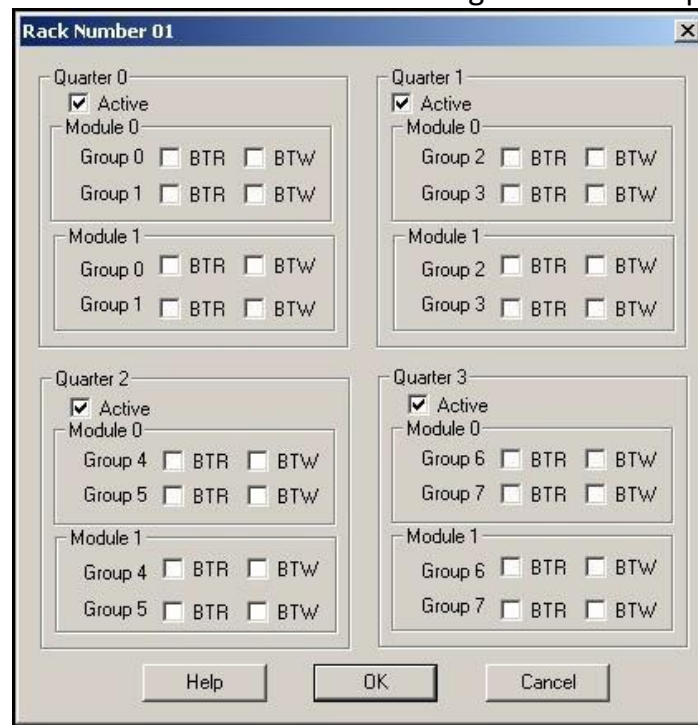 Rack Number 01
Quarter 0
Active
Module 0
Group 0 BTR BTW
Group 1 BTR BTW
Module 1
Group 0 BTR BTW
Group 1 BTR BTW
Quarter 1
Active
Module 0
Group 2 BTR BTW
Group 3 BTR BTW
Module 1
Group 2 BTR BTW
Group 3 BTR BTW
Quarter 2
Active
Module 0
Group 4 BTR BTW
Group 5 BTR BTW
Module 1
Group 4 BTR BTW
Group 5 BTR BTW
Quarter 3
Active
Module 0
Group 6 BTR BTW
Group 7 BTR BTW
Module 1
Group 6 BTR BTW
Group 7 BTR BTW
Help OK Cancel